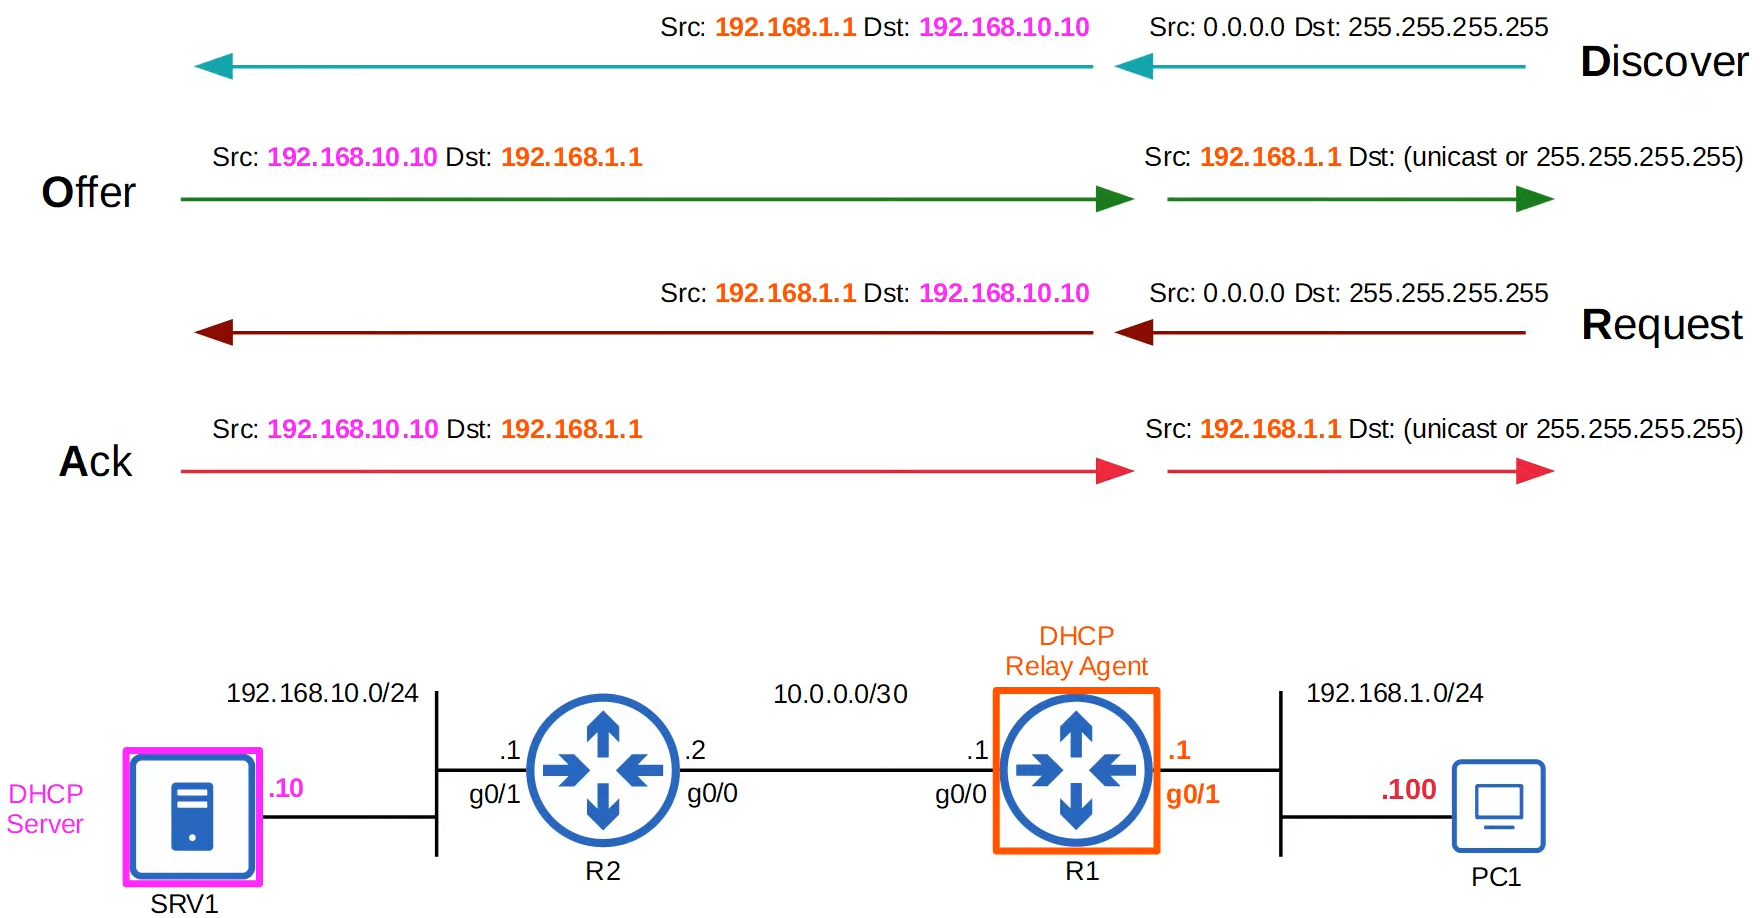 Src: 192.168.1.1 Dst: 192.168.10.10
Src: 0.0.0.0 Dst: 255.255.255.255
Discover
Src: 192.168.10.10 Dst: 192.168.1.1
Src: 192.168.1.1 Dst: (unicast or 255.255.255.255)
Offer
Src: 192.168.1.1 Dst: 192.168.10.10
Src: 0.0.0.0 Dst: 255.255.255.255
Request
Src: 192.168.10.10 Dst: 192.168.1.1
Src: 192.168.1.1 Dst: (unicast or 255.255.255.255)
Ack
DHCP
Relay Agent
192.168.10.0/24
10.0.0.0/30
192.168.1.0/24
.1
.2
.1
.1
DHCP
Server
.10
g0/1
g0/0
g0/0
g0/1
.100
R2
R1
PC1
SRV1